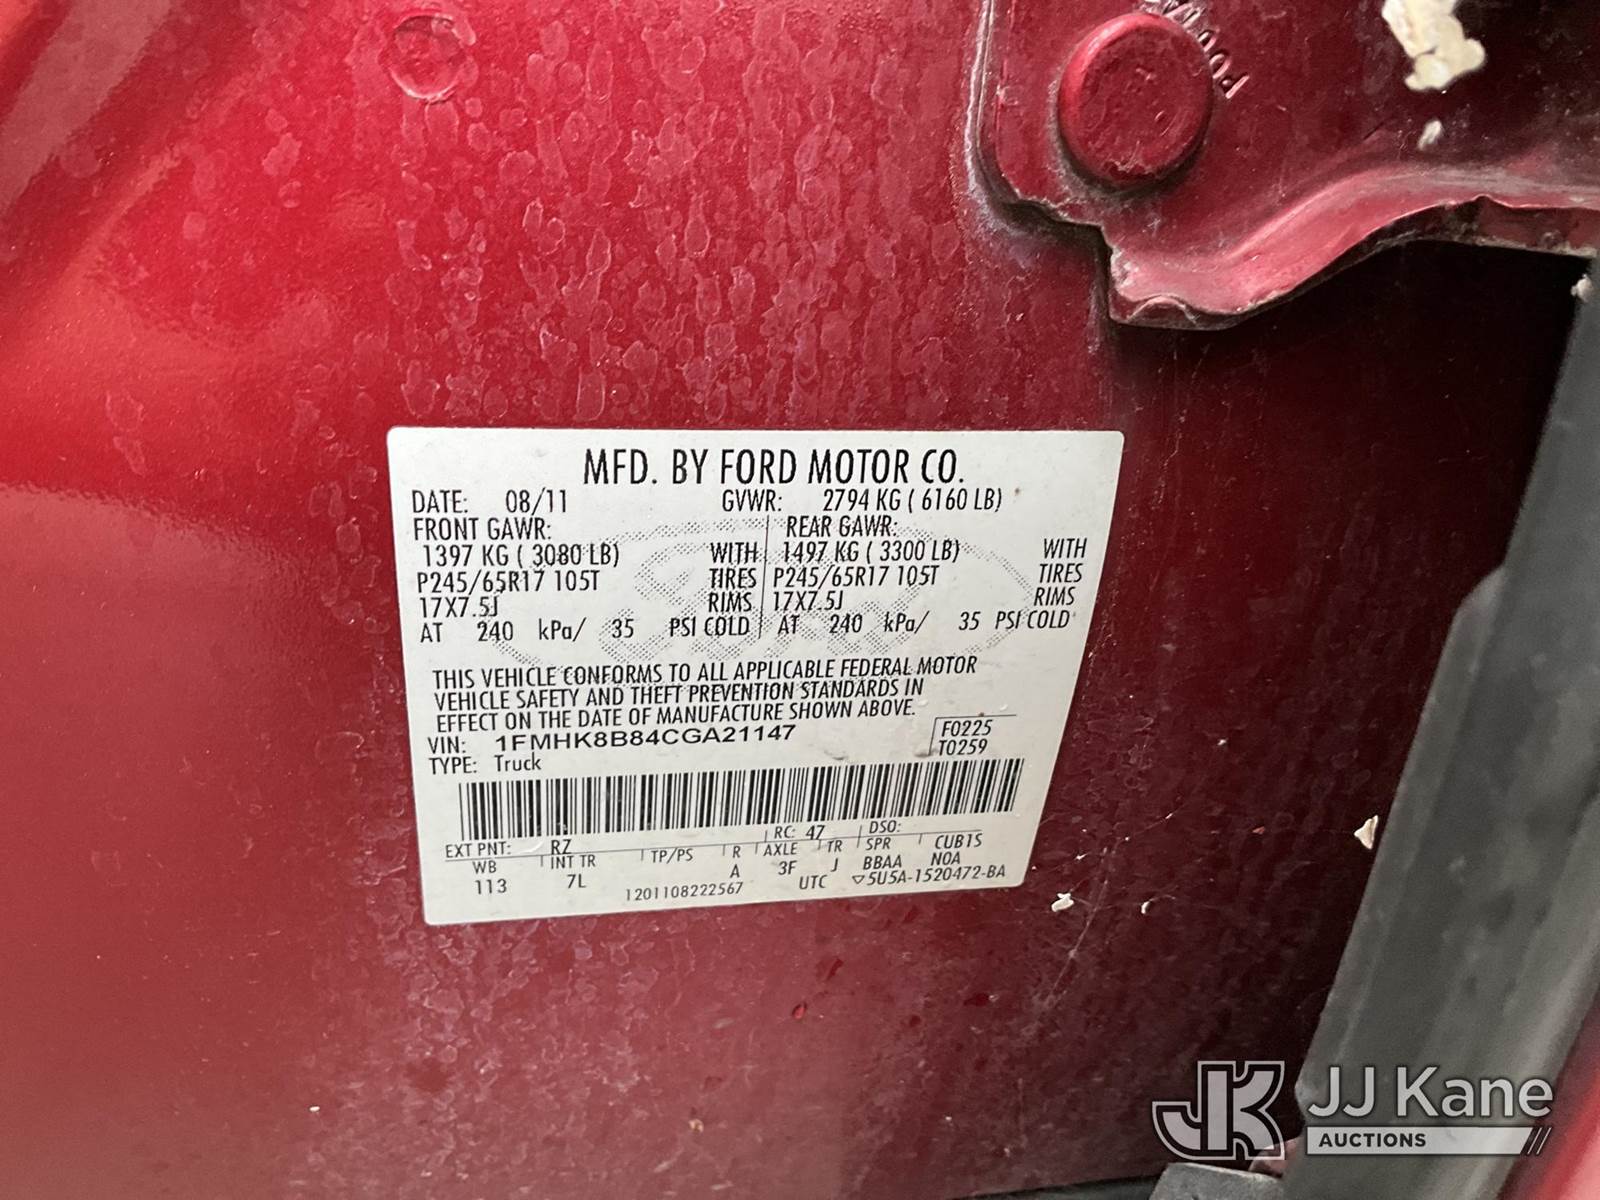 MFD. BY FORD MOTOR CO.
DATE: 08/11 GVWR: 2794 KG ( 6160 LB)
FRONT GAWR: REAR GAWR:
1397 KG ( 3080 LB) WITH 1497 KG ( 3300 LB) WITH
P245/65R17 105T TIRES P245/65R17 105T TIRES
17X7.5J RIMS 17X7.5J RIMS
AT 240 kPa/ 35 PSI COLD AT 240 kPa/ 35 PSI COLD
THIS VEHICLE CONFORMS TO ALL APPLICABLE FEDERAL MOTOR
VEHICLE SAFETY AND THEFT PREVENTION STANDARDS IN
EFFECT ON THE DATE OF MANUFACTURE SHOWN ABOVE.
VIN: 1FMHK8B84CGA21147 F0225
TYPE: Truck T0259
EXT PNT: RZ RC: 47 DSO:
WB INT TR TP/PS R AXLE TR SPR CUB1S
113 7L A 3F J BBAA NOA
1201108222567 UTC ▽5U5A-1520472-BA
JJ Kane
AUCTIONS